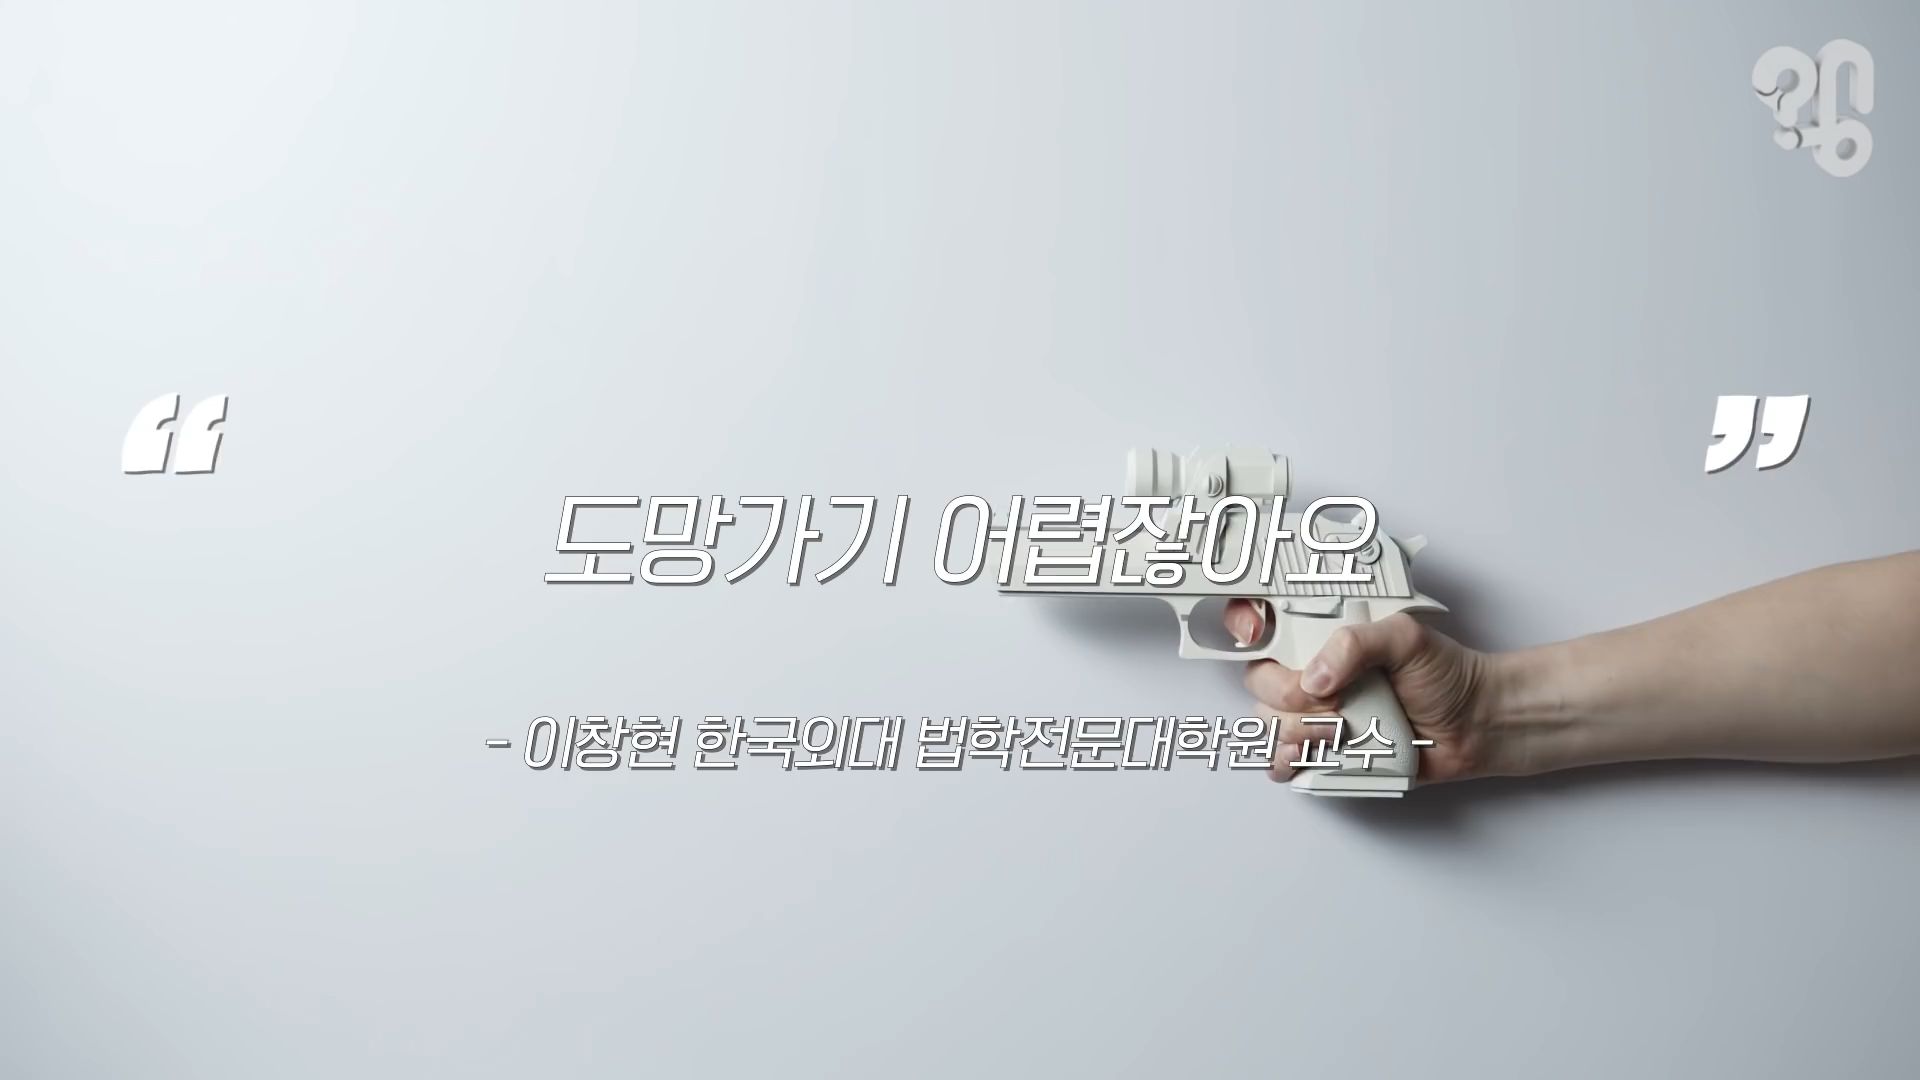 “ ”
도망가기 어렵잖아요
- 이창현 한국외대 법학전문대학원 교수 -